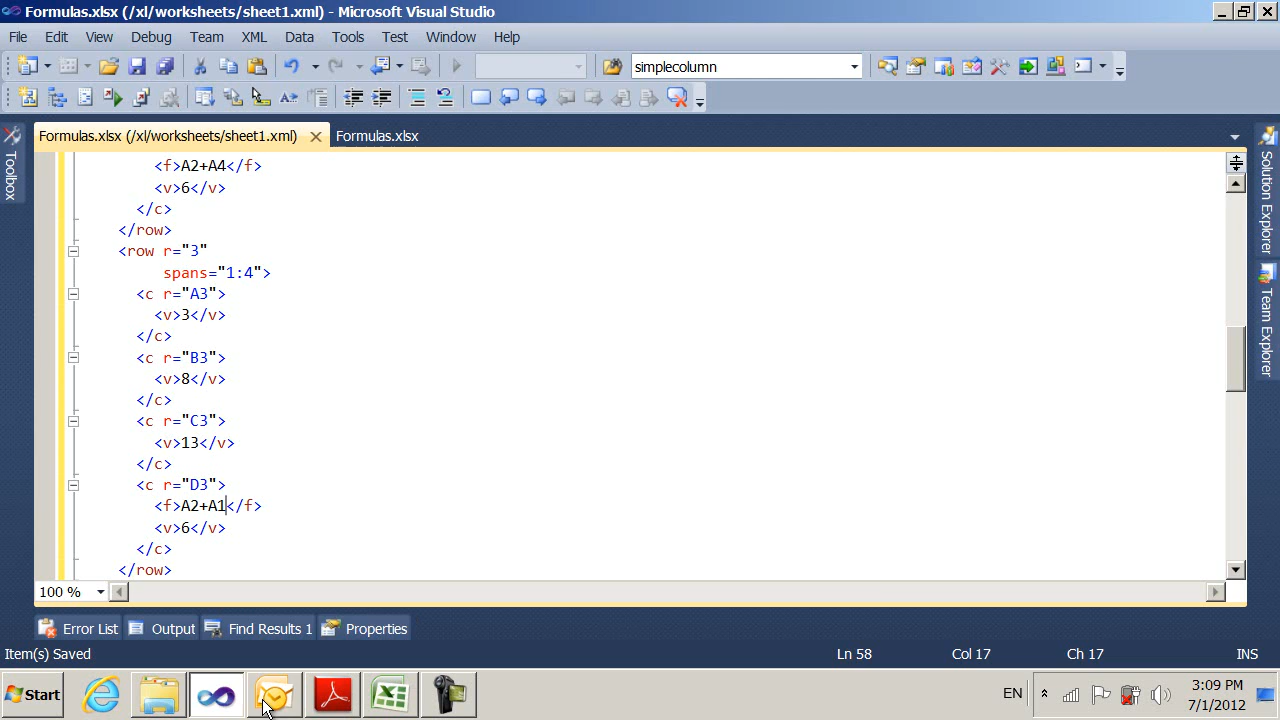 Formulas.xlsx (/xl/worksheets/sheet1.xml) - Microsoft Visual Studio
File Edit View Debug Team XML Data Tools Test Window Help
simplecolumn
Formulas.xlsx (/xl/worksheets/sheet1.xml) Formulas.xlsx
Toolbox
Solution Explorer
Team Explorer
<f>A2+A4</f>
<v>6</v>
</c>
</row>
<row r="3"
spans="1:4">
<c r="A3">
<v>3</v>
</c>
<c r="B3">
<v>8</v>
</c>
<c r="C3">
<v>13</v>
</c>
<c r="D3">
<f>A2+A1</f>
<v>6</v>
</c>
</row>
100 %
Error List Output Find Results 1 Properties
Item(s) Saved Ln 58 Col 17 Ch 17 INS
Start EN 3:09 PM
7/1/2012